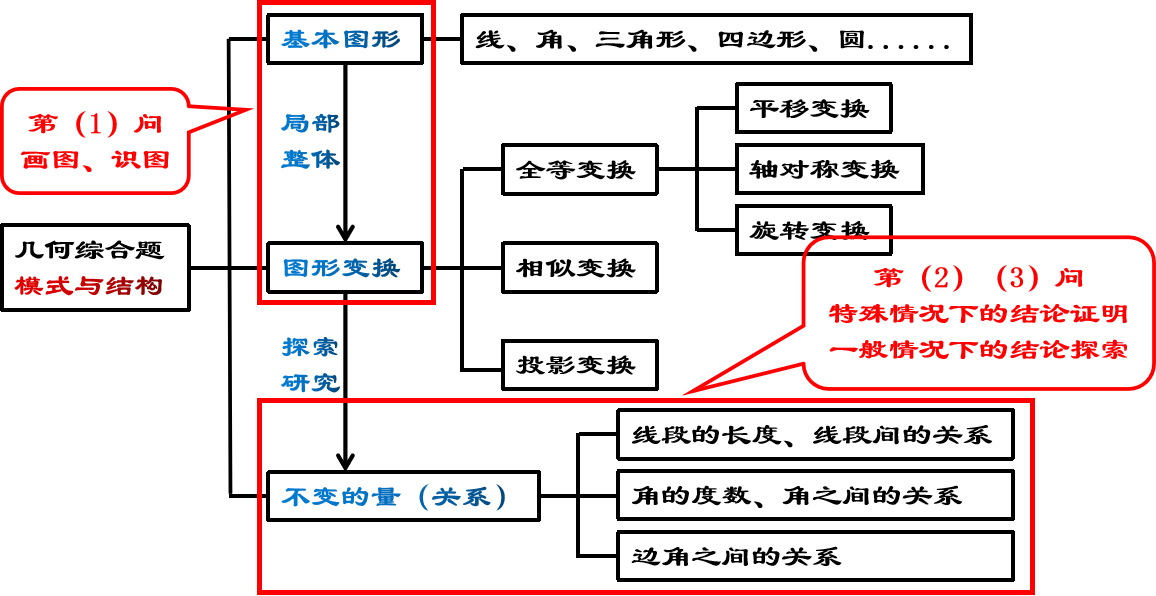 基本图形
线、角、三角形、四边形、圆......
第（1）问
画图、识图
局部
整体
平移变换
全等变换
轴对称变换
旋转变换
几何综合题
模式与结构
图形变换
相似变换
第（2）（3）问
特殊情况下的结论证明
一般情况下的结论探索
探索
研究
投影变换
线段的长度、线段间的关系
不变的量（关系）
角的度数、角之间的关系
边角之间的关系